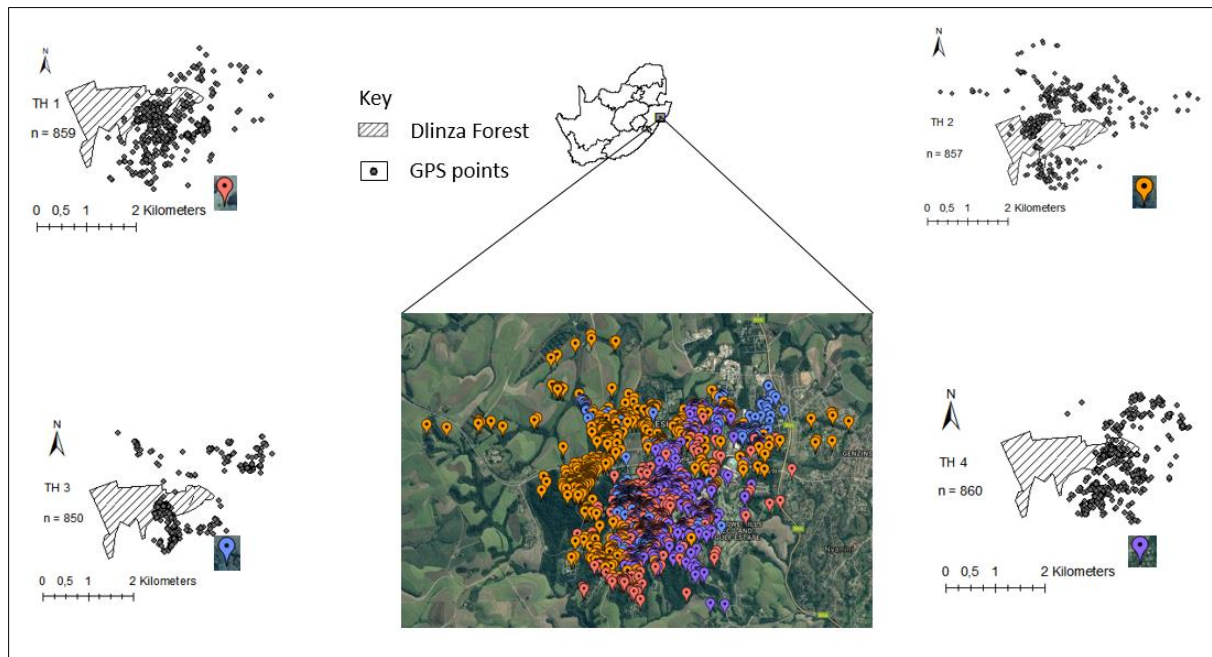 N
TH 1
n = 859
0 0,5 1 2 Kilometers
Key
Dlinza Forest
GPS points
N
TH 2
n = 857
0 0,5 1 2 Kilometers
N
TH 3
n = 850
0 0,5 1 2 Kilometers
GENZINS
Nyanini
N
TH 4
n = 860
0 0,5 1 2 Kilometers